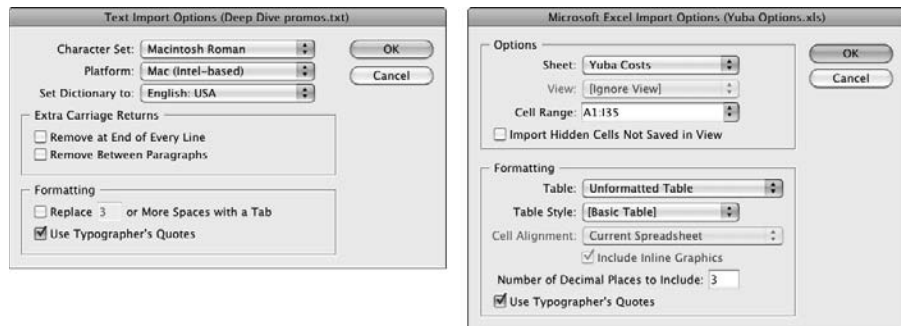 Text Import Options (Deep Dive promos.txt)
Character Set: Macintosh Roman
OK
Platform: Mac (Intel-based)
Cancel
Set Dictionary to: English: USA
Extra Carriage Returns
Remove at End of Every Line
Remove Between Paragraphs
Formatting
Replace 3 or More Spaces with a Tab
Use Typographer's Quotes
Microsoft Excel Import Options (Yuba Options.xls)
Options
OK
Sheet: Yuba Costs
Cancel
View: [Ignore View]
Cell Range: A1:I35
Import Hidden Cells Not Saved in View
Formatting
Table: Unformatted Table
Table Style: [Basic Table]
Cell Alignment: Current Spreadsheet
Include Inline Graphics
Number of Decimal Places to Include: 3
Use Typographer's Quotes